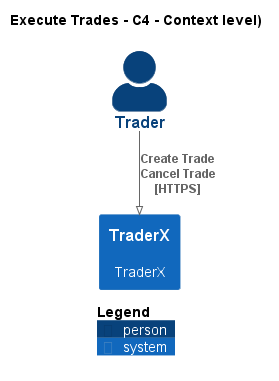 Execute Trades - C4 - Context level)
Trader
Create Trade
Cancel Trade
[HTTPS]
TraderX
TraderX
Legend
person
system